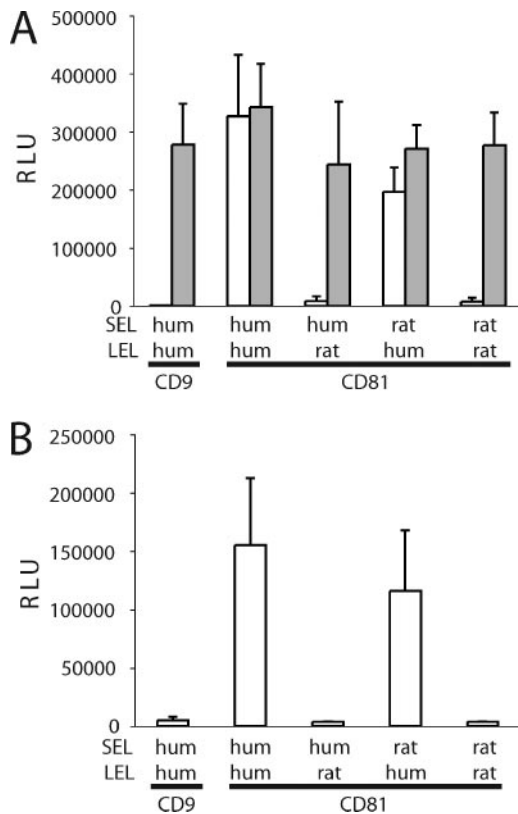 A
500000
400000
300000
200000
100000
0
RLU
SEL hum hum hum rat rat
LEL hum hum rat hum rat
CD9 CD81
B
250000
200000
150000
100000
50000
0
RLU
SEL hum hum hum rat rat
LEL hum hum rat hum rat
CD9 CD81